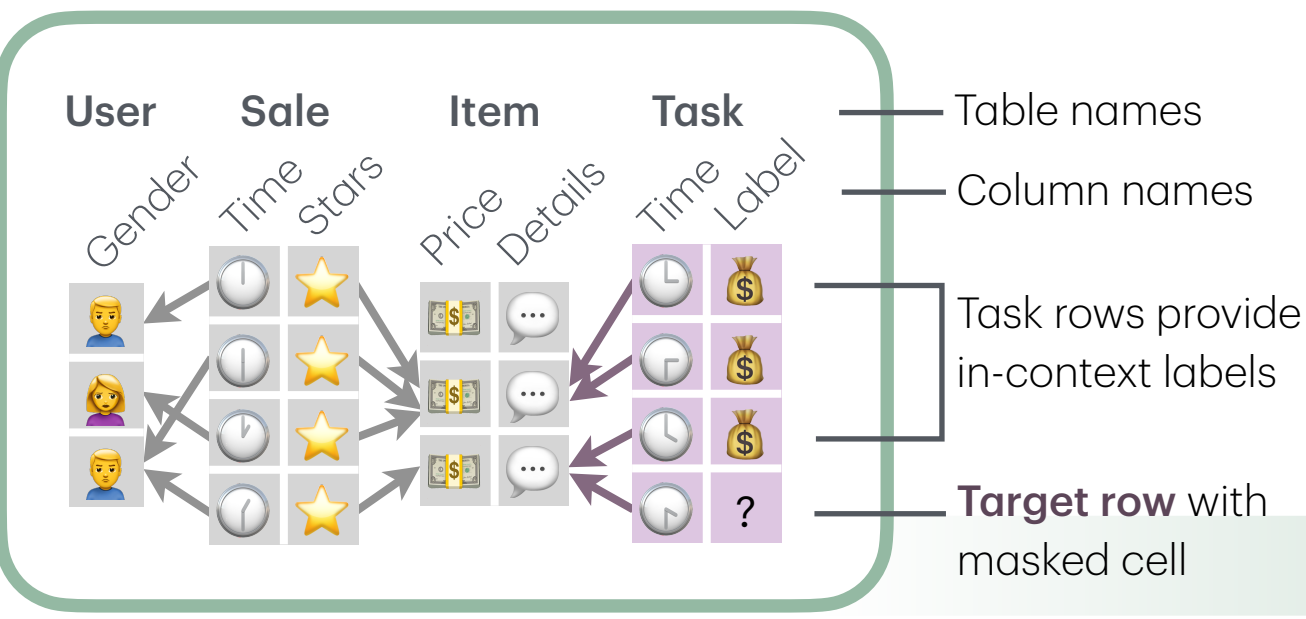 User Sale Item Task
Table names
Gender Time Stars Price Details Time Label
Column names
Task rows provide
in-context labels
?
Target row with
masked cell